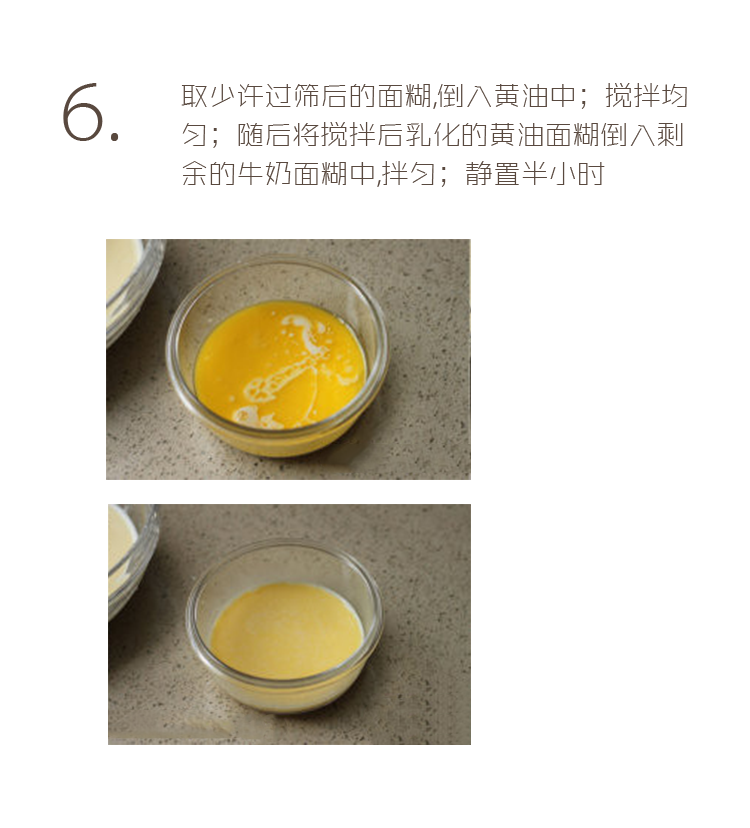 6.
取少许过筛后的面糊,倒入黄油中；搅拌均
匀；随后将搅拌后乳化的黄油面糊倒入剩
余的牛奶面糊中,拌匀；静置半小时